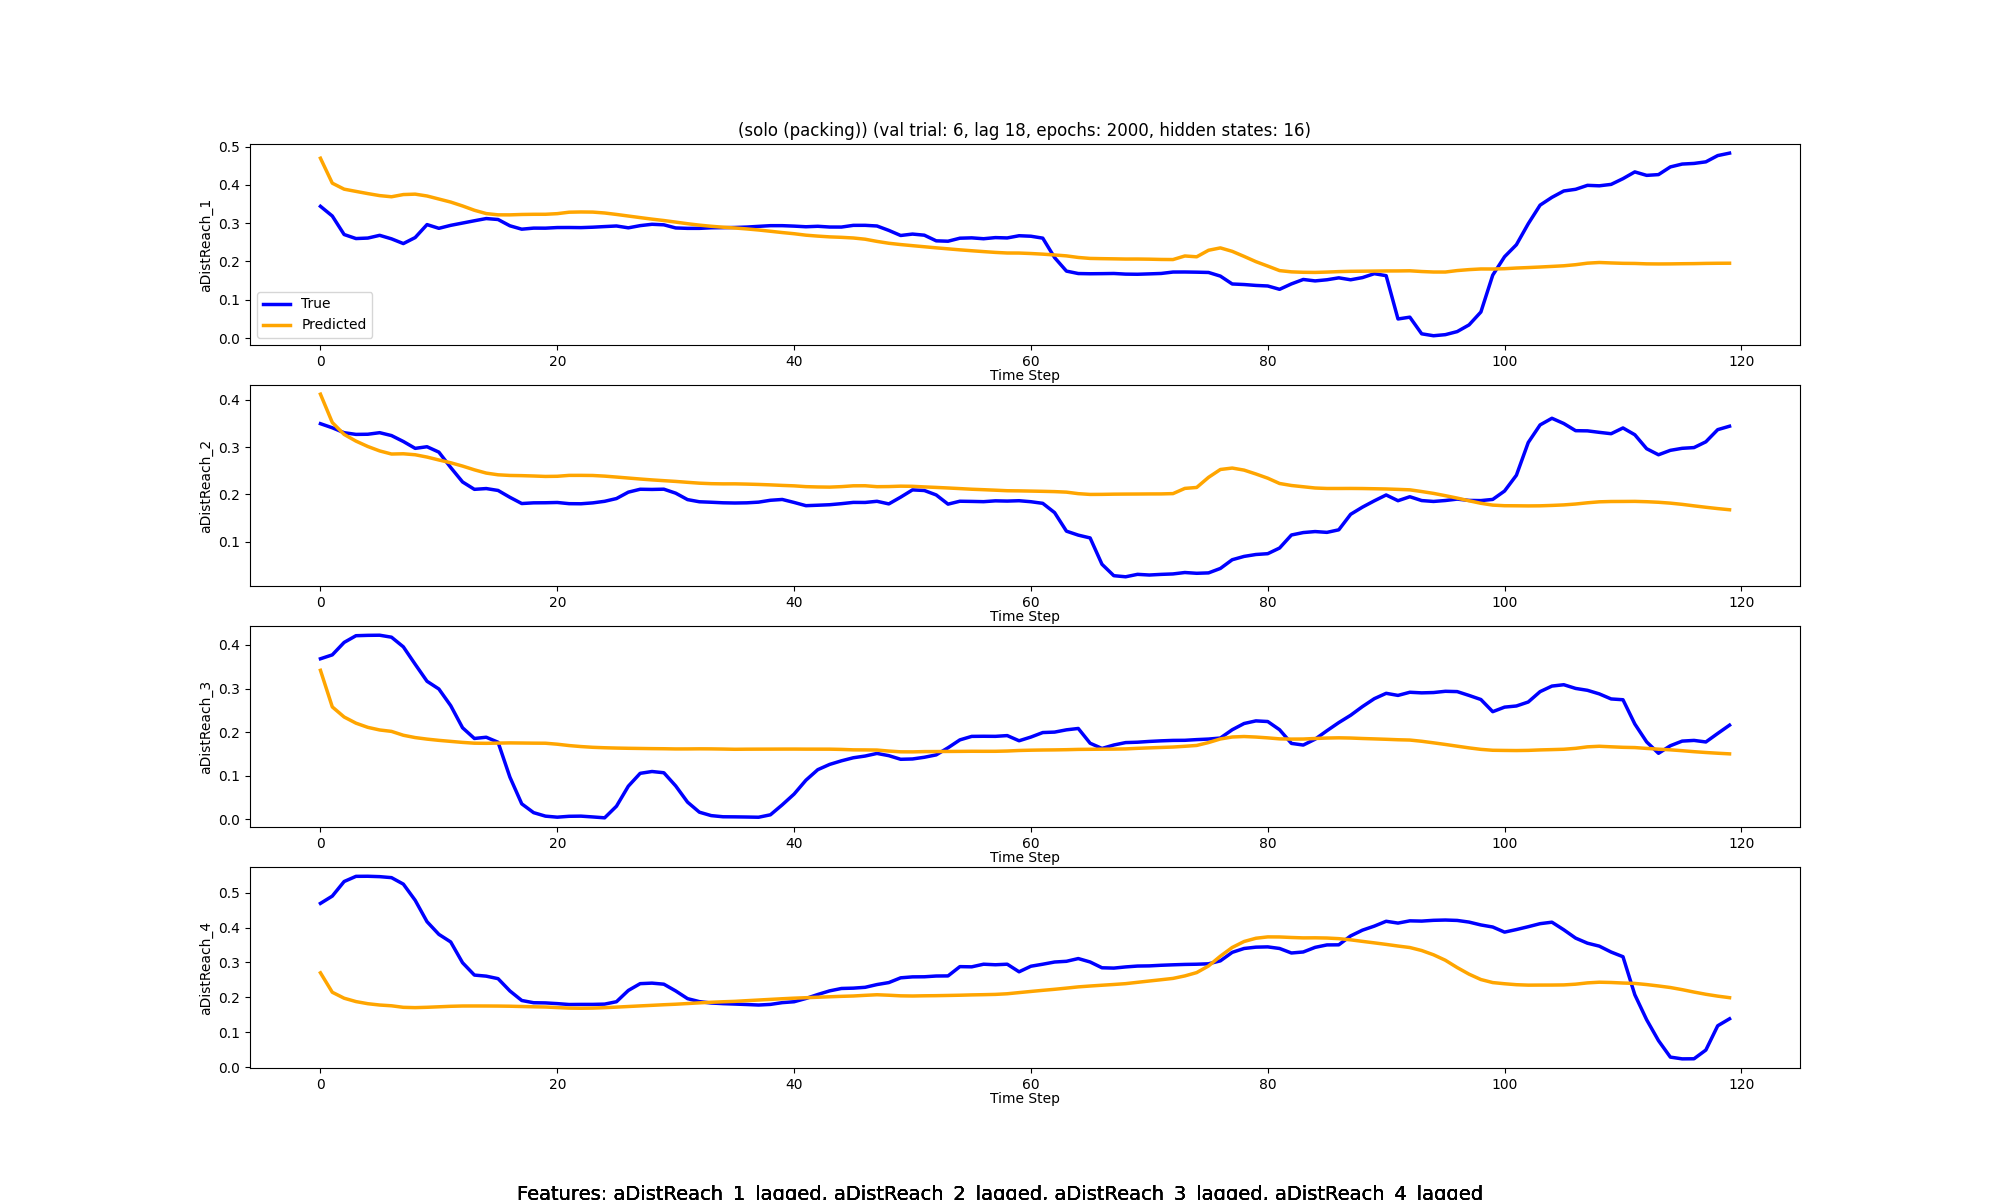 (solo (packing)) (val trial: 6, lag 18, epochs: 2000, hidden states: 16)
0.5
0.4
0.3
0.2
0.1
0.0
aDistReach_1
True
Predicted
0 20 40 60 80 100 120
Time Step
0.4
0.3
0.2
0.1
aDistReach_2
0 20 40 60 80 100 120
Time Step
0.4
0.3
0.2
0.1
0.0
aDistReach_3
0 20 40 60 80 100 120
Time Step
0.5
0.4
0.3
0.2
0.1
0.0
aDistReach_4
0 20 40 60 80 100 120
Time Step
Features: aDistReach_1_lagged, aDistReach_2_lagged, aDistReach_3_lagged, aDistReach_4_lagged